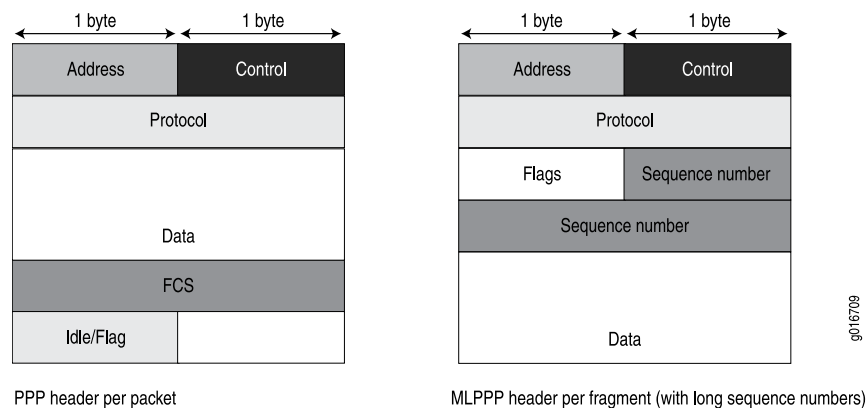 1 byte 1 byte
Address Control
Protocol
Data
FCS
Idle/Flag
PPP header per packet
1 byte 1 byte
Address Control
Protocol
Flags Sequence number
Sequence number
Data
MLPPP header per fragment (with long sequence numbers)
g016709